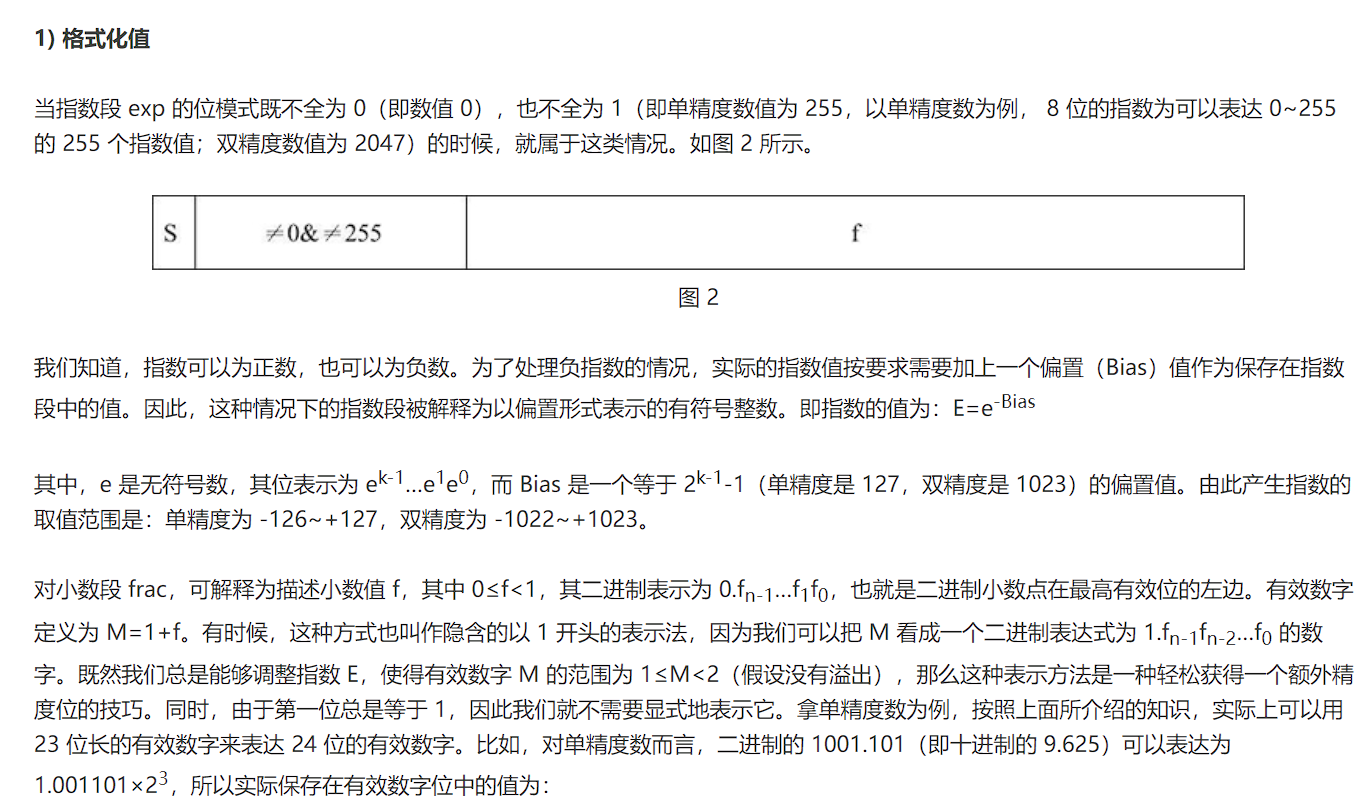 1) 格式化值
当指数段 exp 的位模式既不全为 0（即数值 0），也不全为 1（即单精度数值为 255，以单精度数为例， 8 位的指数为可以表达 0~255
的 255 个指数值；双精度数值为 2047）的时候，就属于这类情况。如图 2 所示。
S ≠0&≠255 f
图 2
我们知道，指数可以为正数，也可以为负数。为了处理负指数的情况，实际的指数值按要求需要加上一个偏置（Bias）值作为保存在指数
段中的值。因此，这种情况下的指数段被解释为以偏置形式表示的有符号整数。即指数的值为：E=e^-Bias
其中，e 是无符号数，其位表示为 e^k-1...e^1e^0，而 Bias 是一个等于 2^k-1-1（单精度是 127，双精度是 1023）的偏置值。由此产生指数的
取值范围是：单精度为 -126~+127，双精度为 -1022~+1023。
对小数段 frac，可解释为描述小数值 f，其中 0≤f<1，其二进制表示为 0.f_n-1...f_1f_0，也就是二进制小数点在最高有效位的左边。有效数字
定义为 M=1+f。有时候，这种方式也叫作隐含的以 1 开头的表示法，因为我们可以把 M 看成一个二进制表达式为 1.f_n-1f_n-2...f_0 的数
字。既然我们总是能够调整指数 E，使得有效数字 M 的范围为 1≤M<2（假设没有溢出），那么这种表示方法是一种轻松获得一个额外精
度位的技巧。同时，由于第一位总是等于 1，因此我们就不需要显式地表示它。拿单精度数为例，按照上面所介绍的知识，实际上可以用
23 位长的有效数字来表达 24 位的有效数字。比如，对单精度数而言，二进制的 1001.101（即十进制的 9.625）可以表达为
1.001101×2^3，所以实际保存在有效数字位中的值为：